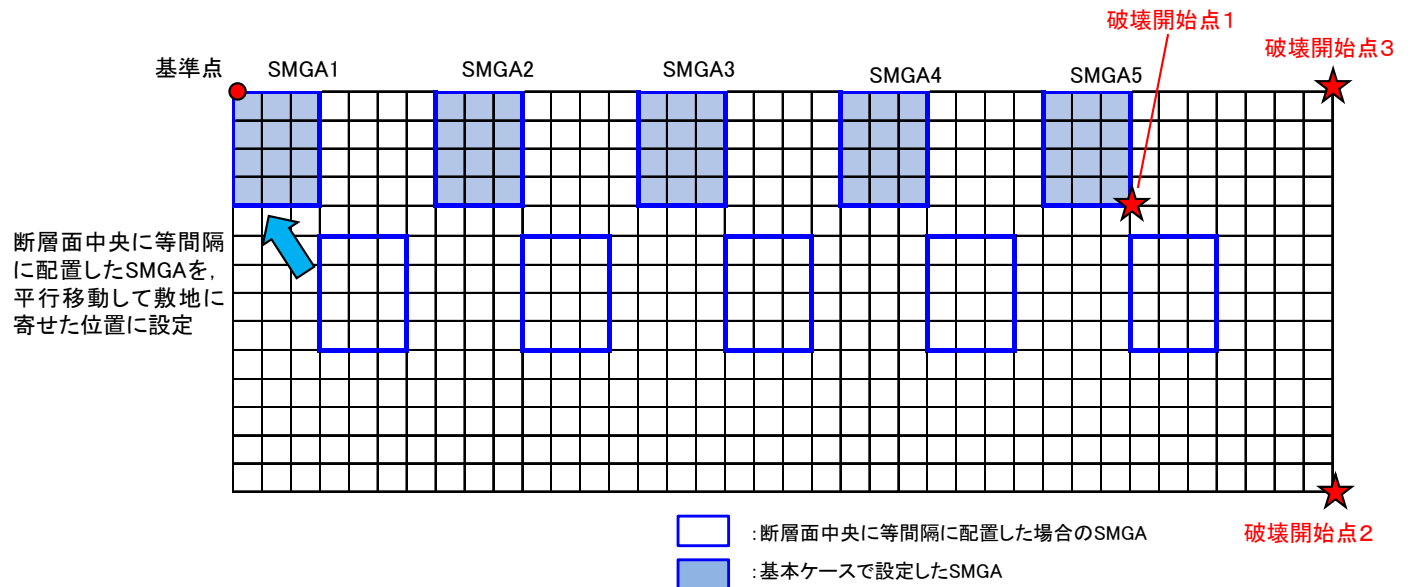 破壊開始点1
破壊開始点3
基準点
SMGA1
SMGA2
SMGA3
SMGA4
SMGA5
断層面中央に等間隔
に配置したSMGAを,
平行移動して敷地に
寄せた位置に設定
:断層面中央に等間隔に配置した場合のSMGA
破壊開始点2
:基本ケースで設定したSMGA